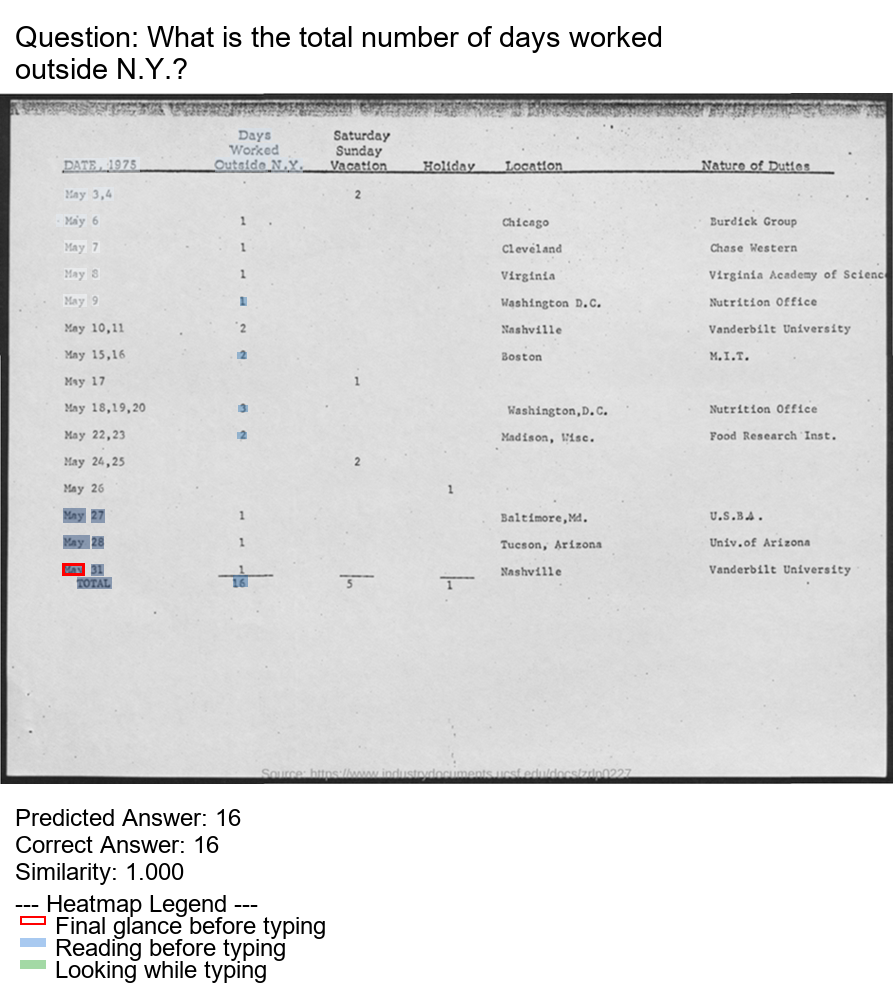 Question: What is the total number of days worked
outside N.Y.?
Days Worked Outside N.Y.
Saturday Sunday Vacation
DATE, 1975 Holiday Location Nature of Duties
May 3,4 2
May 6 1 Chicago Burdick Group
May 7 1 Cleveland Chase Western
May 8 1 Virginia Virginia Academy of Scienc
May 9 1 Washington D.C. Nutrition Office
May 10,11 2 Nashville Vanderbilt University
May 15,16 2 Boston M.I.T.
May 17 1
May 18,19,20 3 Washington,D.C. Nutrition Office
May 22,23 2 Madison, Wisc. Food Research Inst.
May 24,25 2
May 26 1
May 27 1 Baltimore,Md. U.S.B.A.
May 28 1 Tucson, Arizona Univ.of Arizona
May 31 1 Nashville Vanderbilt University
TOTAL 16 5 1
Source: https://www.industrydocuments.ucsf.edu/docs/zrlp0227
Predicted Answer: 16
Correct Answer: 16
Similarity: 1.000
--- Heatmap Legend ---
Final glance before typing
Reading before typing
Looking while typing